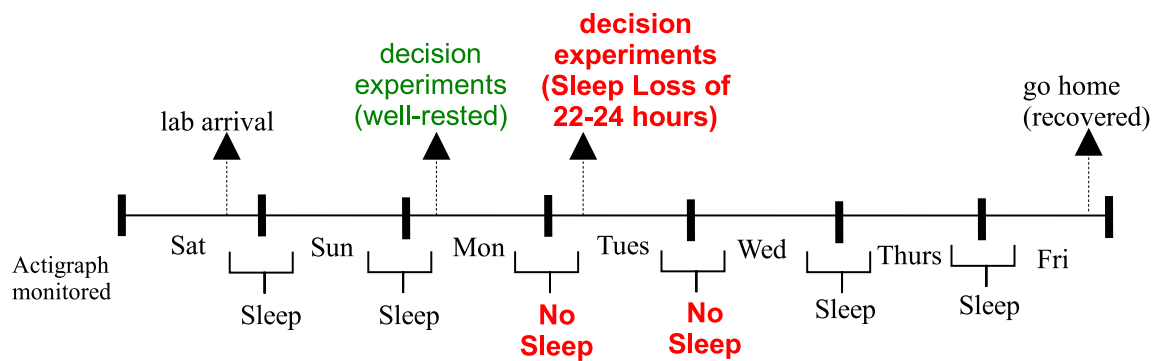 decision
experiments
(well-rested)
decision
experiments
(Sleep Loss of
22-24 hours)
lab arrival
go home
(recovered)
Sat
Sun
Mon
Tues
Wed
Thurs
Fri
Actigraph
monitored
Sleep
Sleep
No
Sleep
No
Sleep
Sleep
Sleep